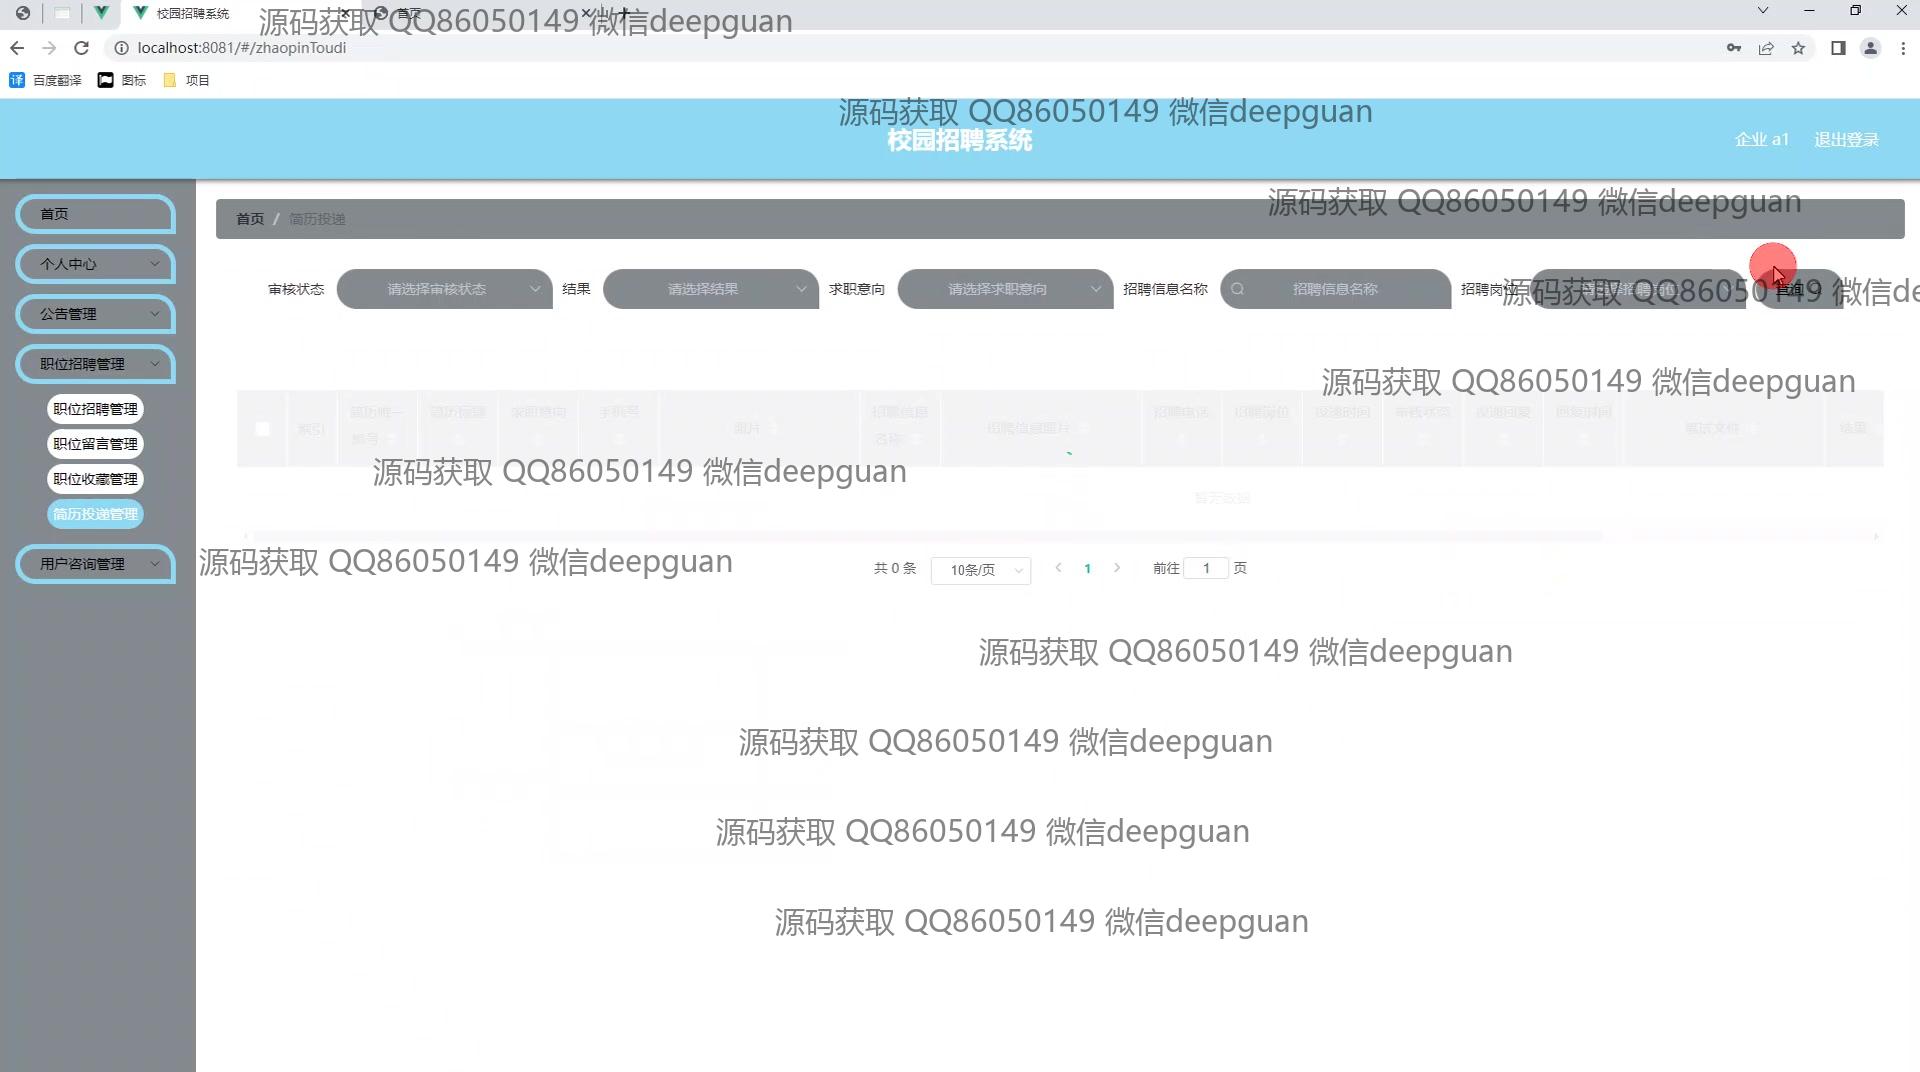 校园招聘系统
首页
源码获取 QQ86050149 微信deepguan
localhost:8081/#/zhaopinToudi
百度翻译 图标 项目
源码获取 QQ86050149 微信deepguan
校园招聘系统
企业 a1 退出登录
首页
个人中心
公告管理
职位招聘管理
职位招聘管理
职位留言管理
职位收藏管理
简历投递管理
用户咨询管理
首页 / 简历投递
源码获取 QQ86050149 微信deepguan
审核状态 请选择审核状态 结果 请选择结果 求职意向 请选择求职意向 招聘信息名称 招聘信息名称 招聘岗位 请选择招聘岗位 查询
源码获取 QQ86050149 微信de
源码获取 QQ86050149 微信deepguan
索引 简历唯一编号 求职意向 手机号 照片 招聘信息名称 招聘信息照片 招聘电话 招聘岗位 投递时间 审核状态 投递回复 回复时间 面试文件 结果
源码获取 QQ86050149 微信deepguan
暂无数据
源码获取 QQ86050149 微信deepguan
共 0 条 10条/页 1 前往 1 页
源码获取 QQ86050149 微信deepguan
源码获取 QQ86050149 微信deepguan
源码获取 QQ86050149 微信deepguan
源码获取 QQ86050149 微信deepguan